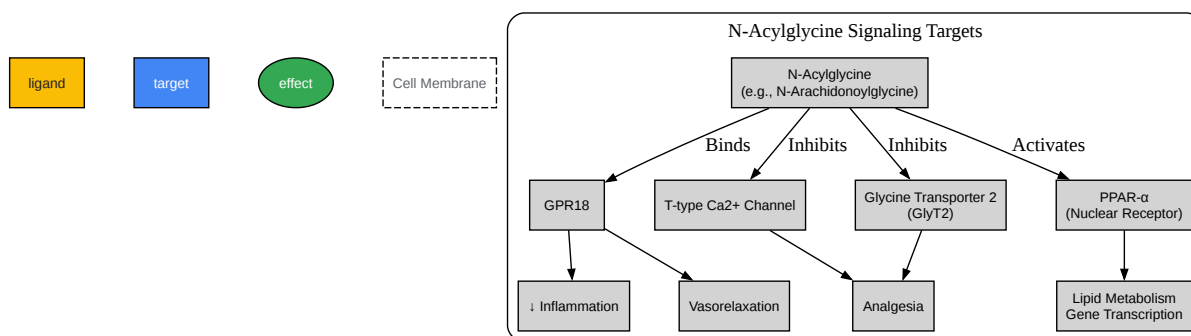 N-Acylglycine Signaling Targets
ligand
target
effect
Cell Membrane
N-Acylglycine
(e.g., N-Arachidonoylglycine)
Binds
Inhibits
Inhibits
Activates
GPR18
T-type Ca2+ Channel
Glycine Transporter 2
(GlyT2)
PPAR-α
(Nuclear Receptor)
↓ Inflammation
Vasorelaxation
Analgesia
Lipid Metabolism
Gene Transcription